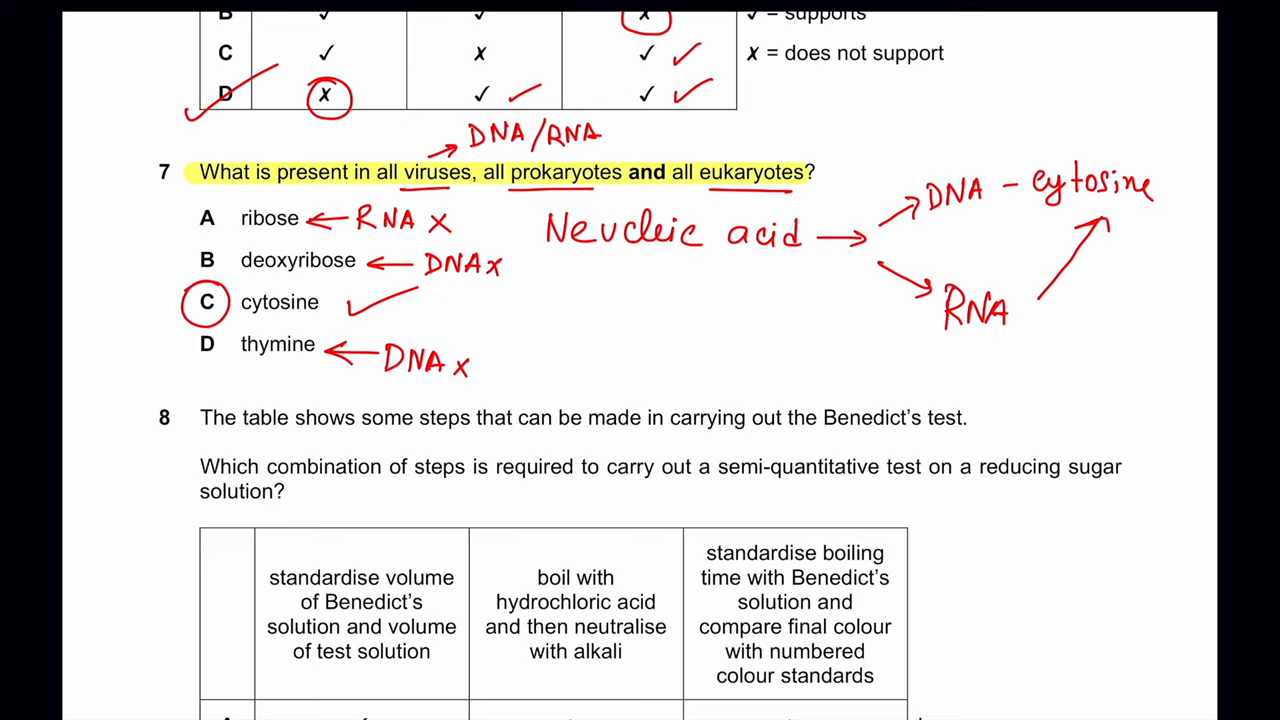 B ✓ ✓ ✗ ✓ = supports
C ✓ ✗ ✓ ✗ = does not support
D ✗ ✓ ✓
DNA/RNA
7 What is present in all viruses, all prokaryotes and all eukaryotes?
A ribose ← RNA X
B deoxyribose ← DNA X
C cytosine
D thymine ← DNA X
Neucleic acid → DNA - cytosine
RNA
8 The table shows some steps that can be made in carrying out the Benedict's test.
Which combination of steps is required to carry out a semi-quantitative test on a reducing sugar
solution?
standardise volume
of Benedict's
solution and volume
of test solution
boil with
hydrochloric acid
and then neutralise
with alkali
standardise boiling
time with Benedict's
solution and
compare final colour
with numbered
colour standards